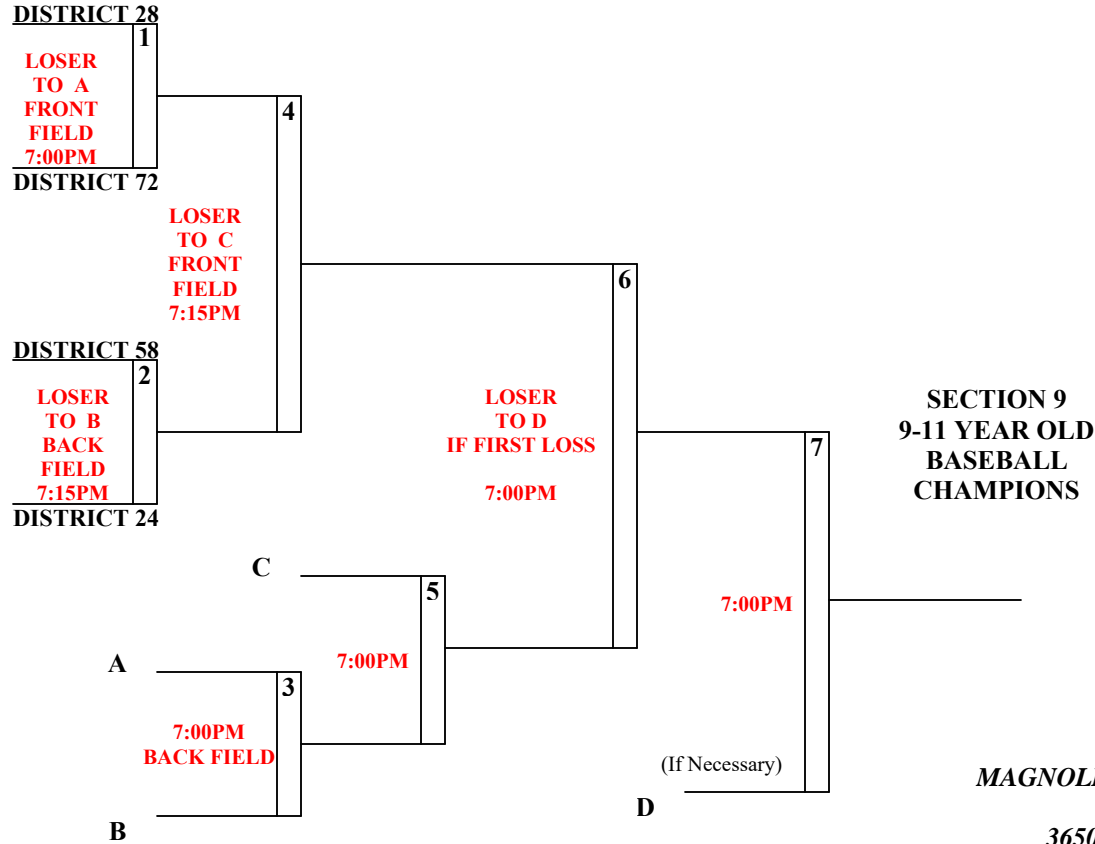 DISTRICT 28
1
LOSER
TO A
FRONT
FIELD
7:00PM
DISTRICT 72
4
LOSER
TO C
FRONT
FIELD
7:15PM
DISTRICT 58
2
LOSER
TO B
BACK
FIELD
7:15PM
DISTRICT 24
6
LOSER
TO D
IF FIRST LOSS
7:00PM
7
SECTION 9
9-11 YEAR OLD
BASEBALL
CHAMPIONS
C
5
7:00PM
7:00PM
A
3
7:00PM
BACK FIELD
B
(If Necessary)
D
MAGNOLI
3650